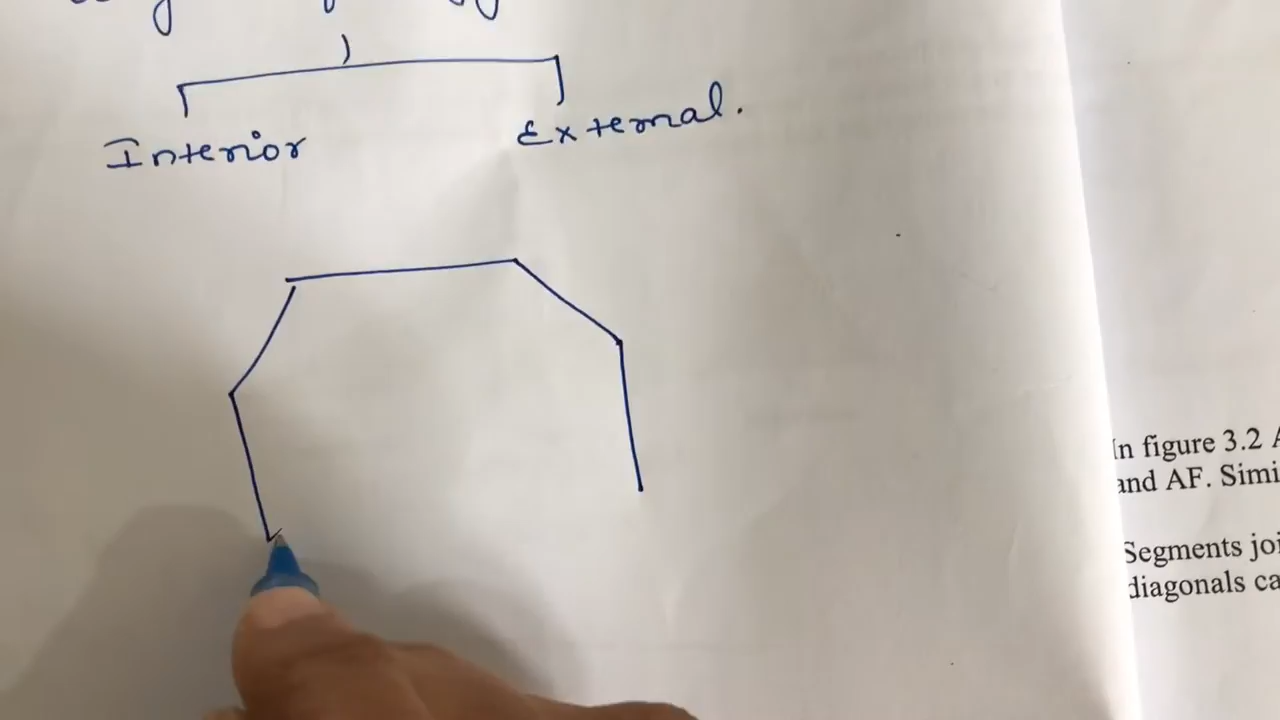 Interior
External.
In figure 3.2
and AF. Simi
Segments joi
diagonals ca